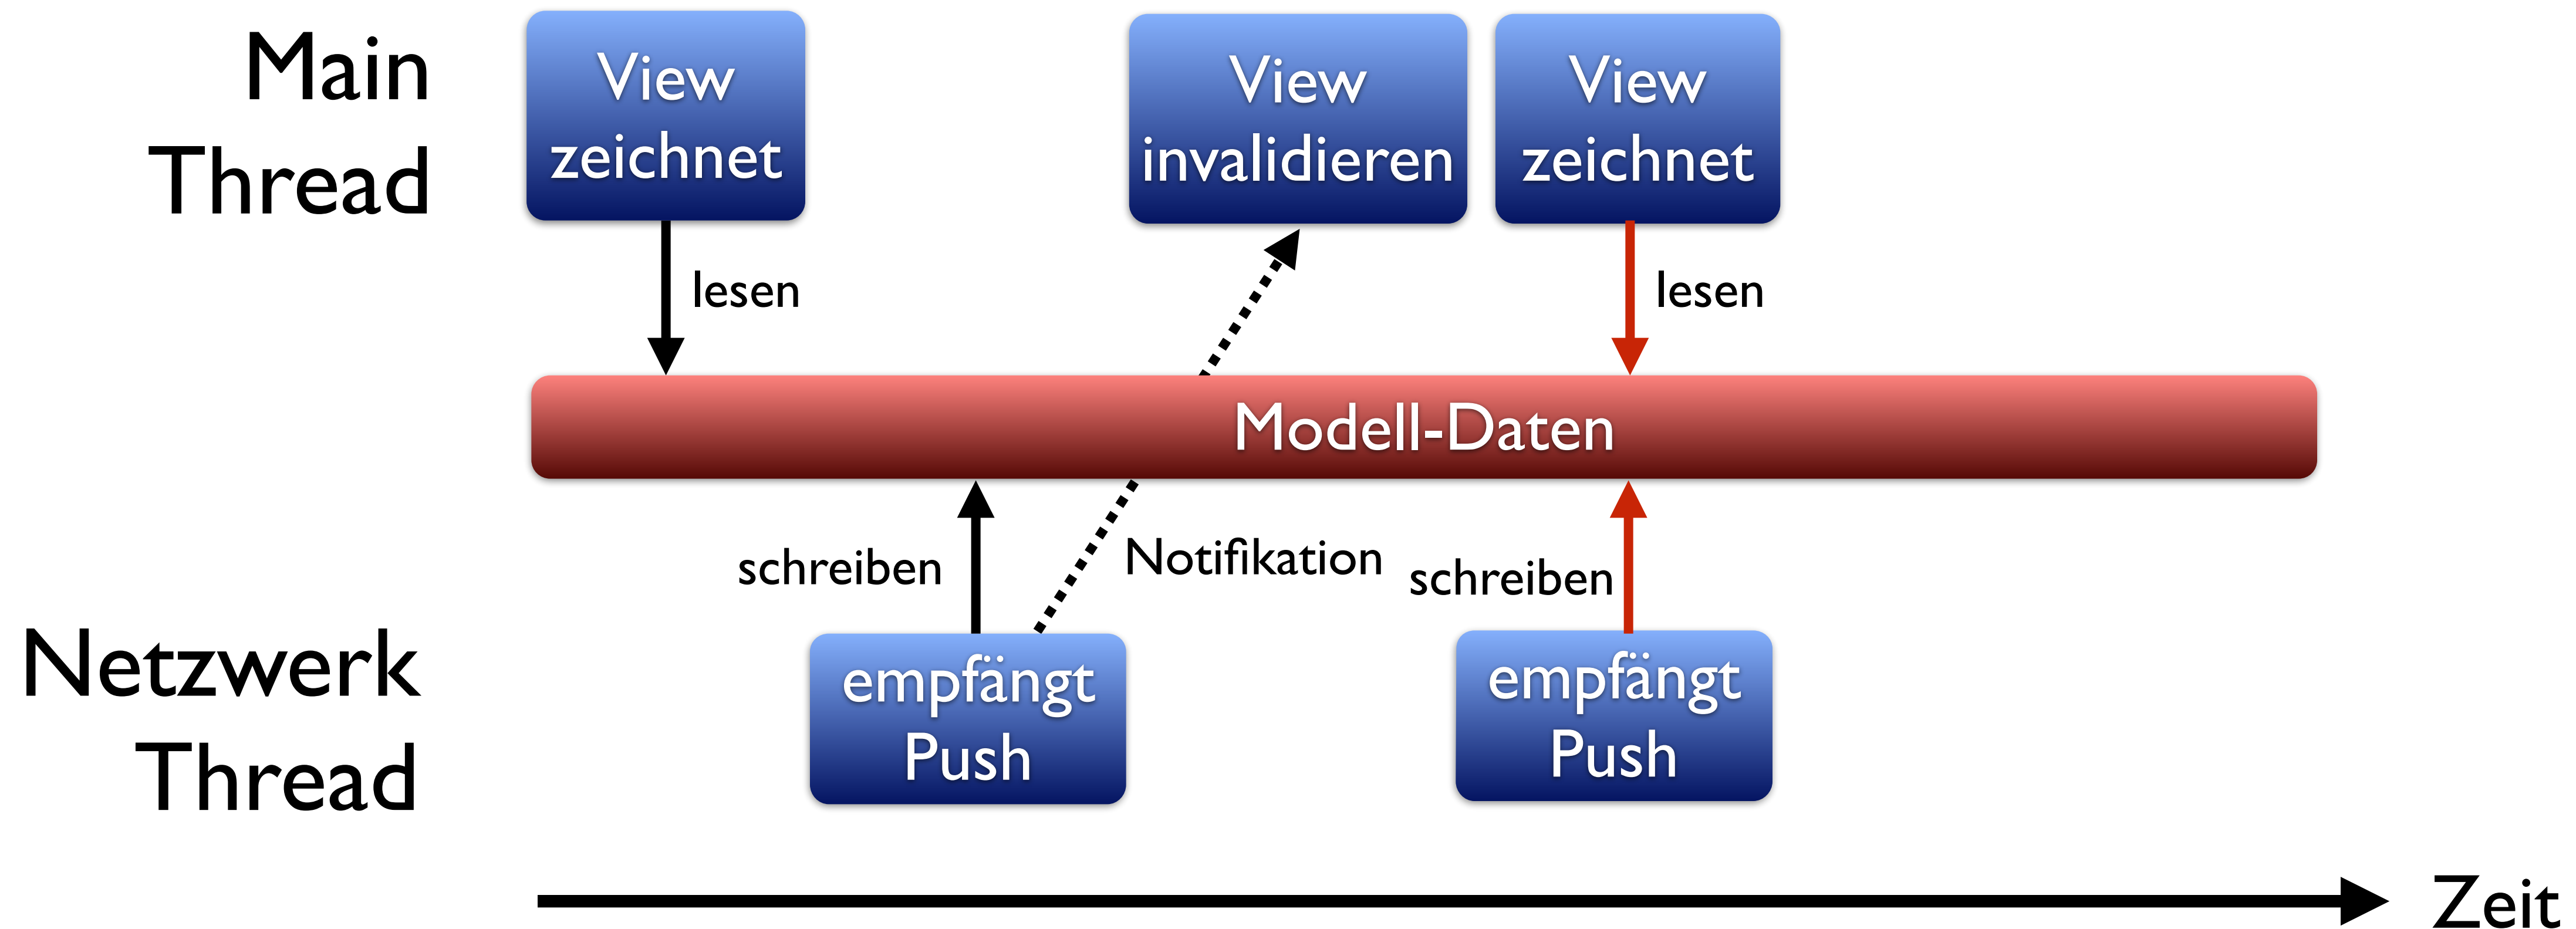 Main
Thread
View
zeichnet
View
invalidieren
View
zeichnet
lesen
lesen
Modell-Daten
schreiben
Notifikation
schreiben
Netzwerk
Thread
empfängt
Push
empfängt
Push
Zeit